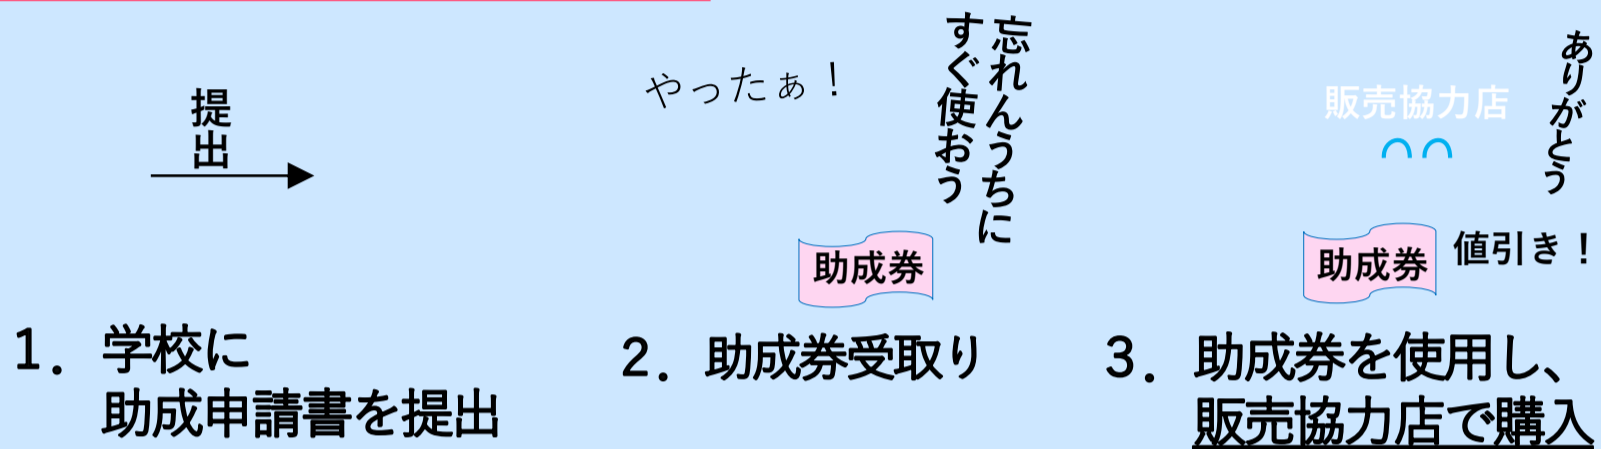 提出
やったぁ！
忘れんうちに
すぐ使おう
助成券
販売協力店
ありがとう
助成券
値引き！
1．学校に
助成申請書を提出
2．助成券受取り
3．助成券を使用し、
販売協力店で購入